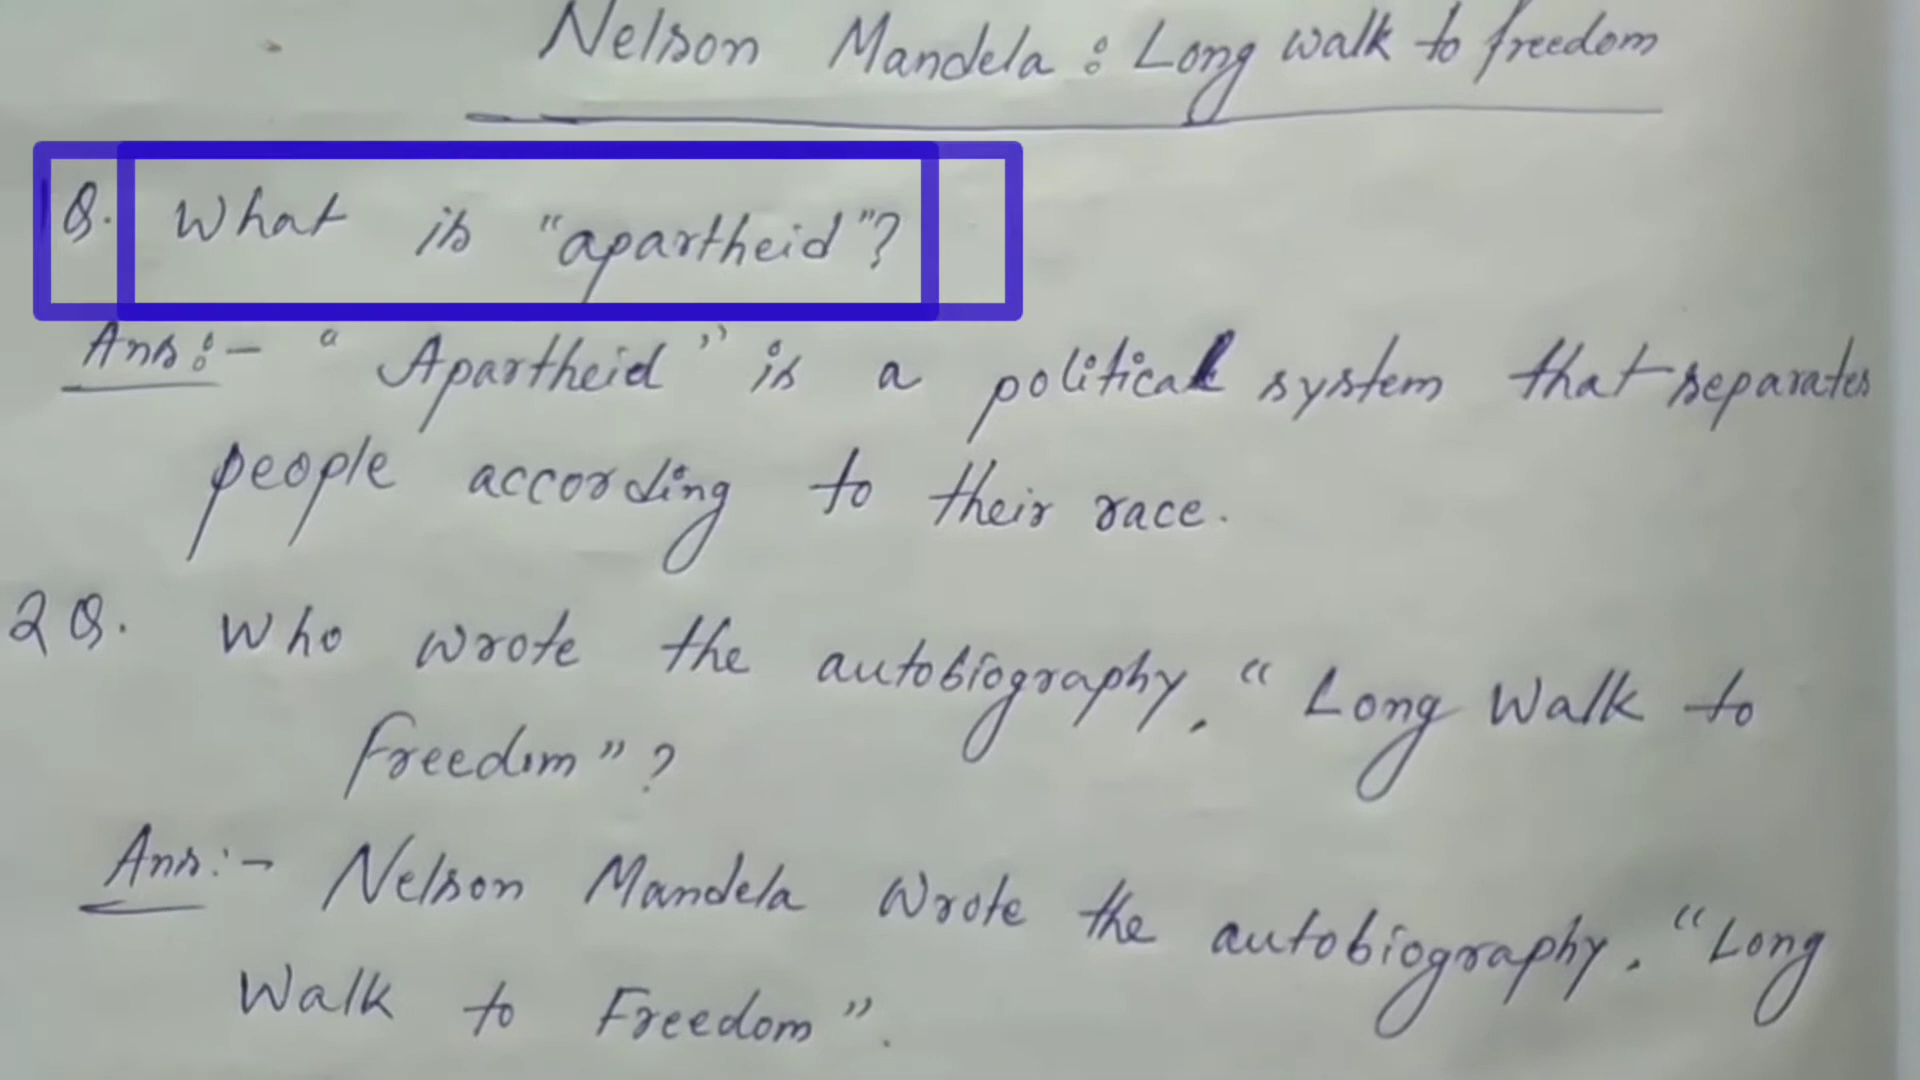 Nelson Mandela : Long walk to freedom
1Q. What is "apartheid"?
Ans:- "Apartheid" is a political system that separates
people according to their race.
2Q. Who wrote the autobiography, "Long Walk to
Freedom"?
Ans:- Nelson Mandela Wrote the autobiography, "Long
Walk to Freedom".